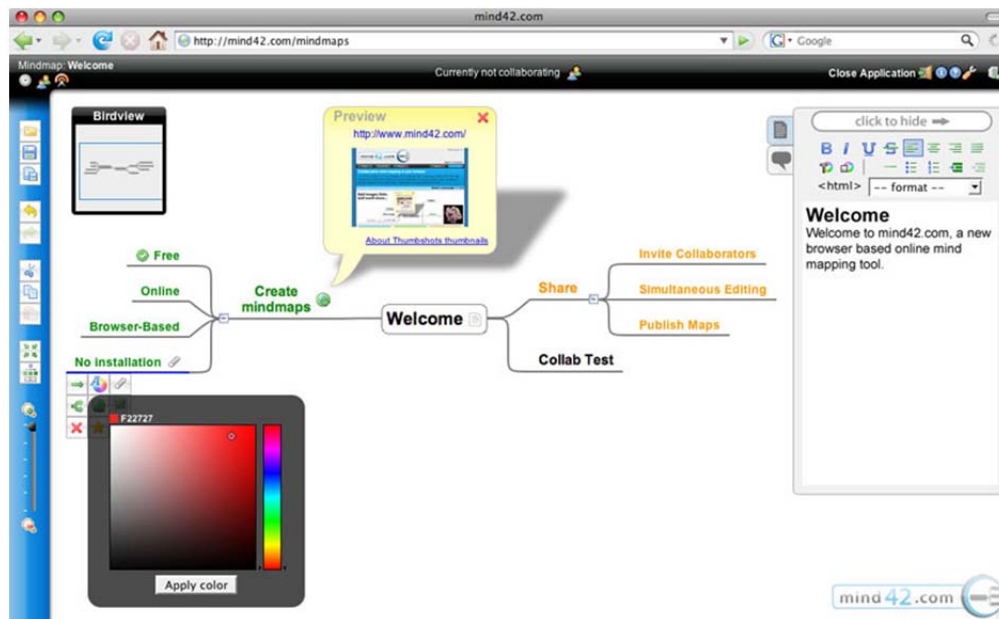 mind42.com
http://mind42.com/mindmaps
Google
Mindmap: Welcome
Currently not collaborating
Close Application
Birdview
Preview
http://www.mind42.com/
About Thumbshots thumbnails
click to hide
B I U S
<html> -- format --
Welcome
Welcome to mind42.com, a new
browser based online mind
mapping tool.
Free
Online
Browser-Based
No installation
Create
mindmaps
Welcome
Share
Invite Collaborators
Simultaneous Editing
Publish Maps
Collab Test
F22727
Apply color
mind42.com